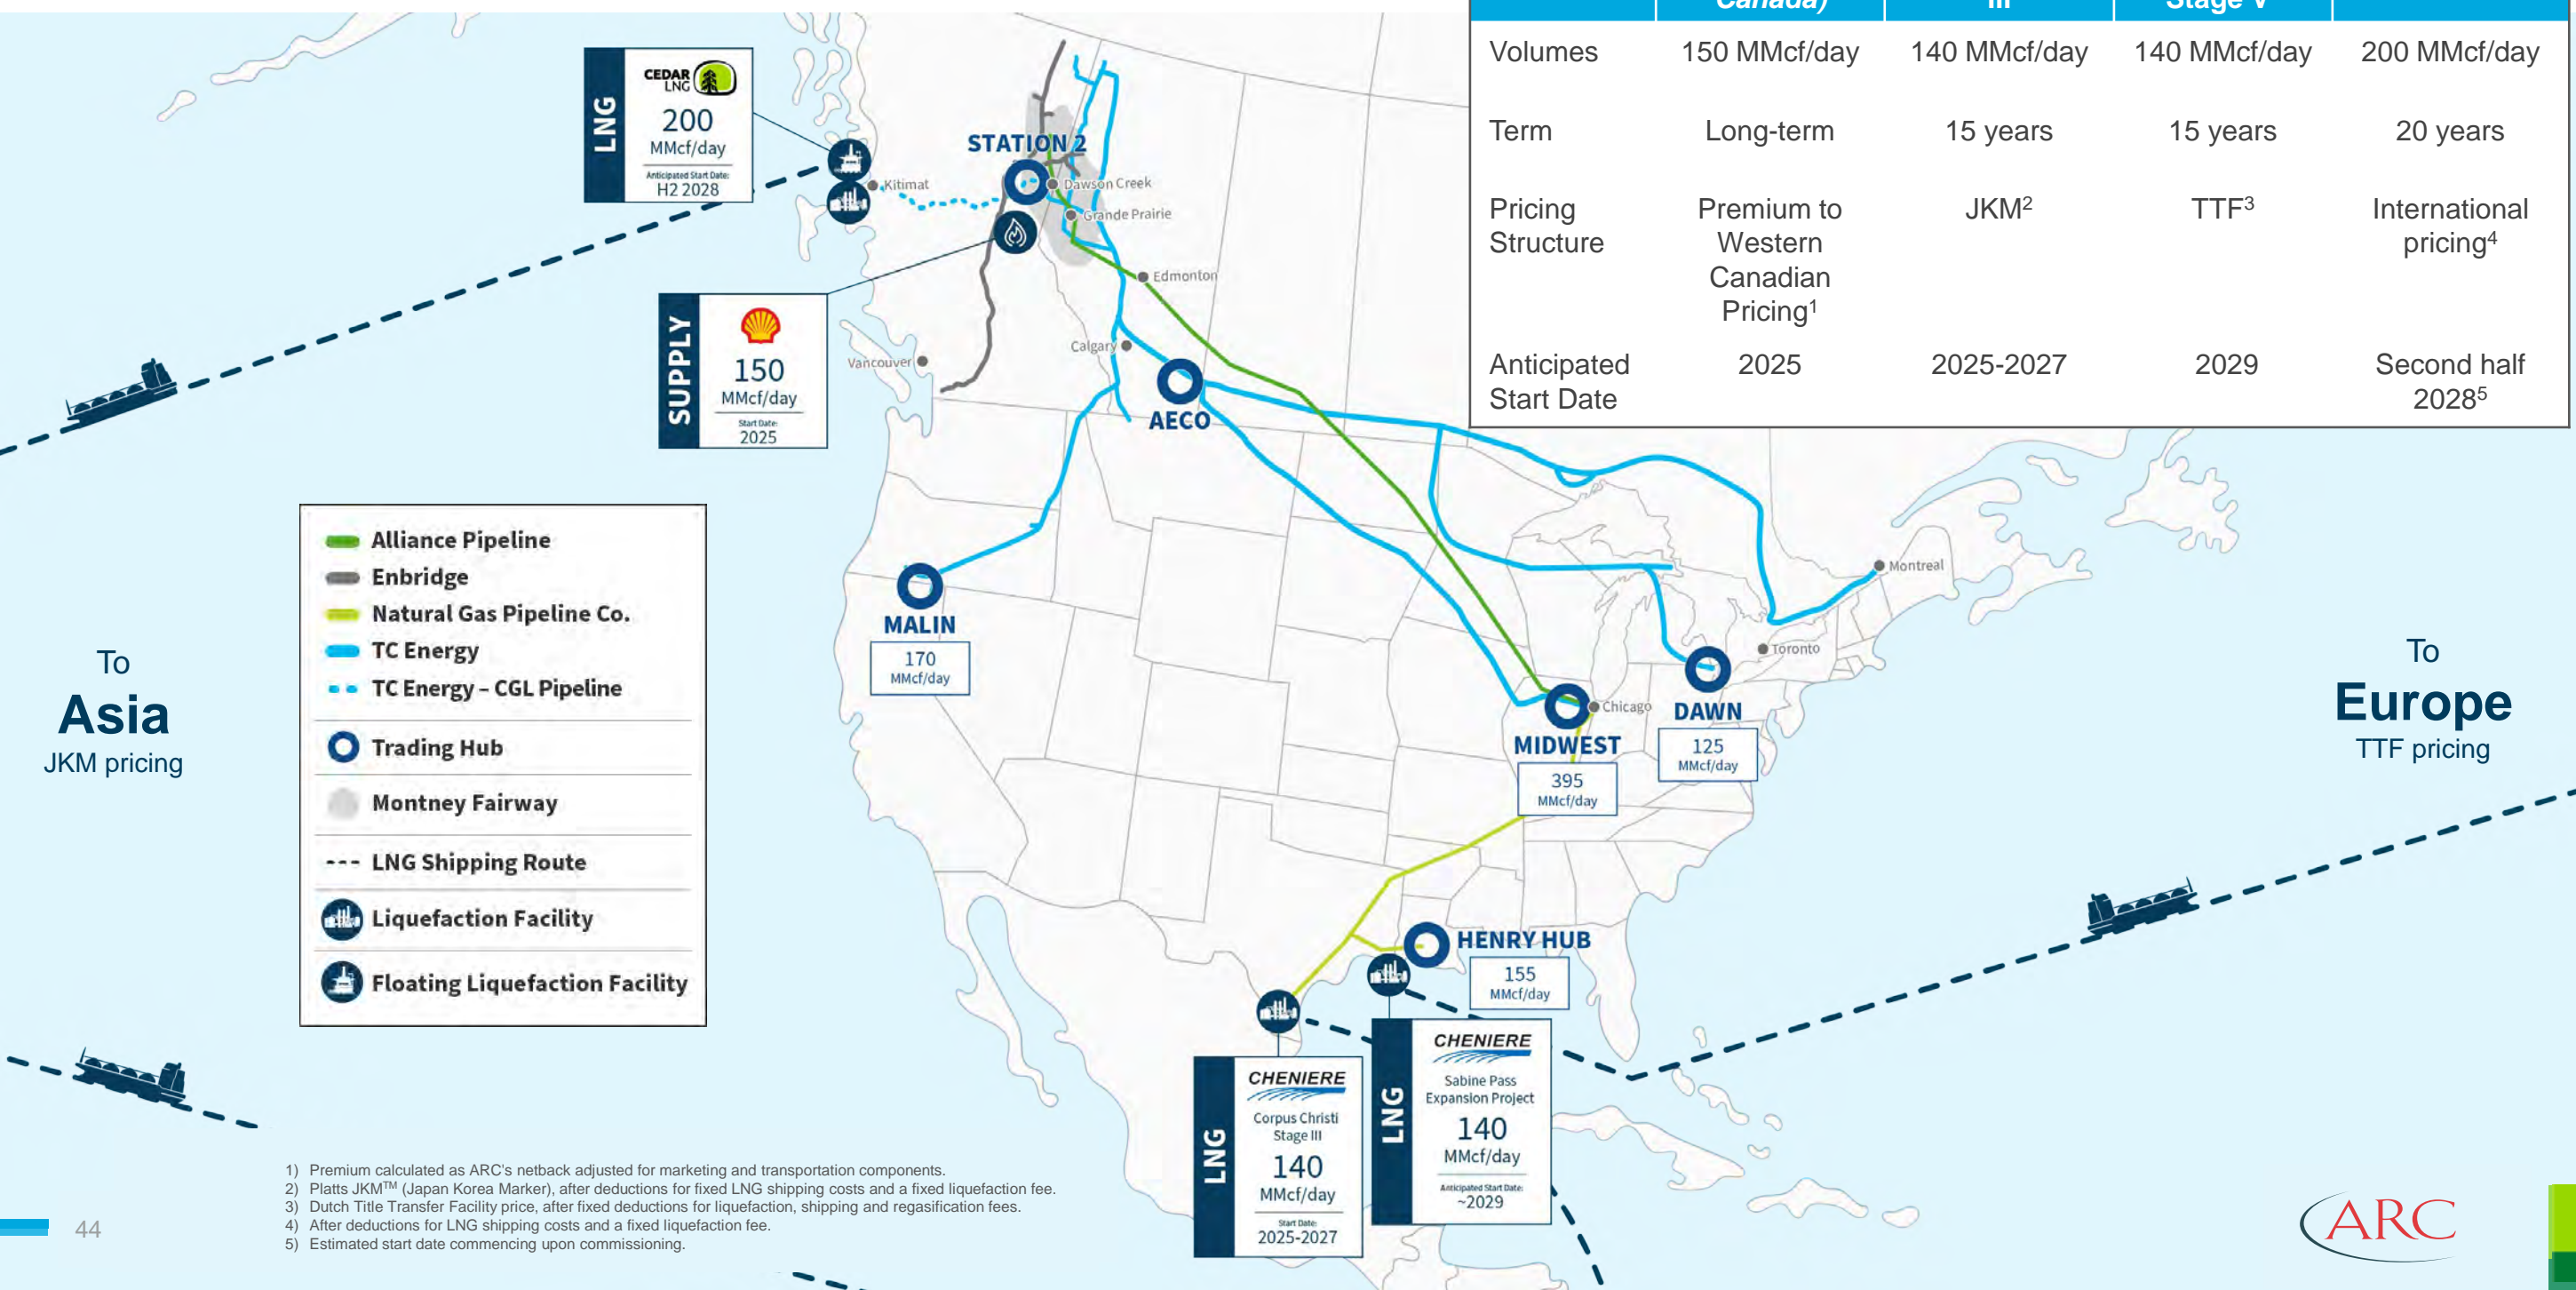 Canada)
III
Stage V
Volumes 150 MMcf/day 140 MMcf/day 140 MMcf/day 200 MMcf/day
Term Long-term 15 years 15 years 20 years
Pricing Structure Premium to Western Canadian Pricing1 JKM2 TTF3 International pricing4
Anticipated Start Date 2025 2025-2027 2029 Second half 20285
LNG
CEDAR
LNG
200
MMcf/day
Anticipated Start Date:
H2 2028
STATION 2
Kitimat
Dawson Creek
Grande Prairie
Edmonton
SUPPLY
150
MMcf/day
Start Date:
2025
Vancouver
Calgary
AECO
Alliance Pipeline
Enbridge
Natural Gas Pipeline Co.
TC Energy
TC Energy – CGL Pipeline
Trading Hub
Montney Fairway
LNG Shipping Route
Liquefaction Facility
Floating Liquefaction Facility
To
Asia
JKM pricing
MALIN
170
MMcf/day
Montreal
Toronto
Chicago
DAWN
125
MMcf/day
MIDWEST
395
MMcf/day
To
Europe
TTF pricing
HENRY HUB
155
MMcf/day
LNG
CHENIERE
Corpus Christi
Stage III
140
MMcf/day
Start Date:
2025-2027
LNG
CHENIERE
Sabine Pass
Expansion Project
140
MMcf/day
Anticipated Start Date:
~2029
1) Premium calculated as ARC's netback adjusted for marketing and transportation components.
2) Platts JKM™ (Japan Korea Marker), after deductions for fixed LNG shipping costs and a fixed liquefaction fee.
3) Dutch Title Transfer Facility price, after fixed deductions for liquefaction, shipping and regasification fees.
4) After deductions for LNG shipping costs and a fixed liquefaction fee.
5) Estimated start date commencing upon commissioning.
44
ARC